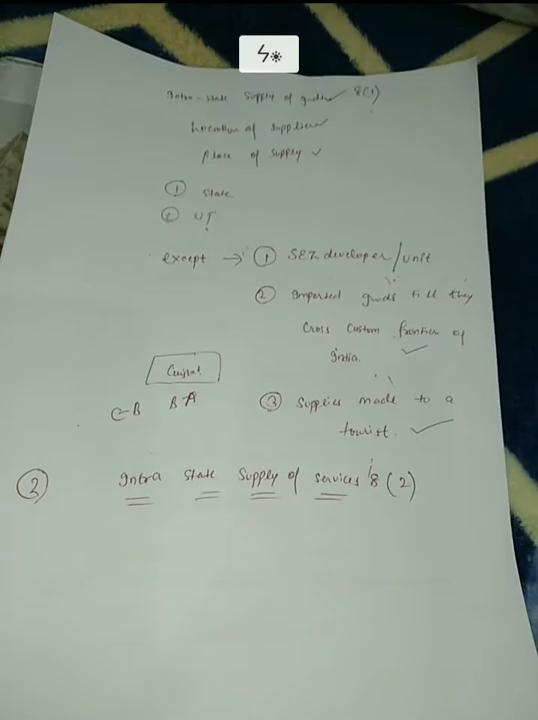 Intra-state supply of goods 8(1)
Location of supplier
place of supply
① State
② UT
except → ① SEZ developer/unit
② Imported goods till they
cross custom frontier of
India.
Gujrat
C-B B A
③ Supplies made to a
tourist.
② Intra State Supply of services 8(2)